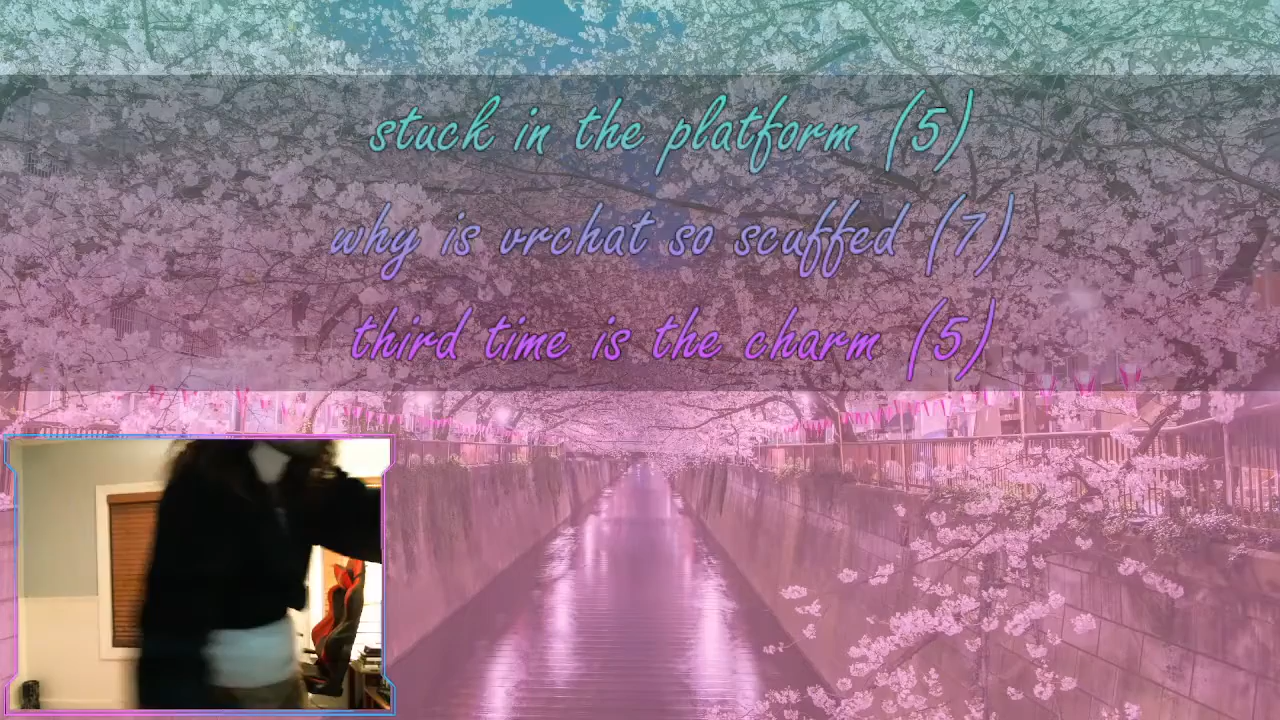 stuck in the platform (5)
why is vrchat so scuffed (7)
third time is the charm (5)